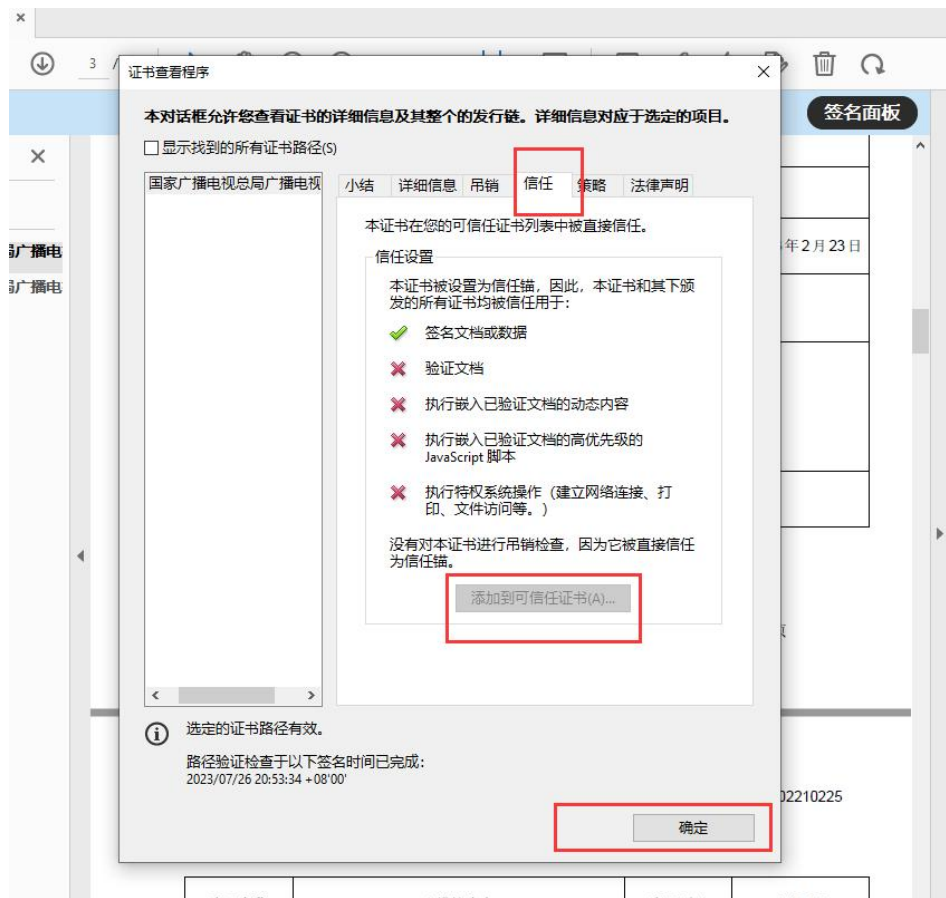 3 /
证书查看程序
签名面板
本对话框允许您查看证书的详细信息及其整个的发行链。详细信息对应于选定的项目。
显示找到的所有证书路径(S)
国家广播电视总局广播电视
小结 详细信息 吊销 信任 策略 法律声明
本证书在您的可信任证书列表中被直接信任。
年2月23日
局广播电
局广播电
信任设置
本证书被设置为信任锚，因此，本证书和其下颁
发的所有证书均被信任用于：
签名文档或数据
验证文档
执行嵌入已验证文档的动态内容
执行嵌入已验证文档的高优先级的
JavaScript 脚本
执行特权系统操作（建立网络连接、打
印、文件访问等。）
没有对本证书进行吊销检查，因为它被直接信任
为信任锚。
添加到可信任证书(A)...
选定的证书路径有效。
路径验证检查于以下签名时间已完成：
2023/07/26 20:53:34 +08'00'
02210225
确定